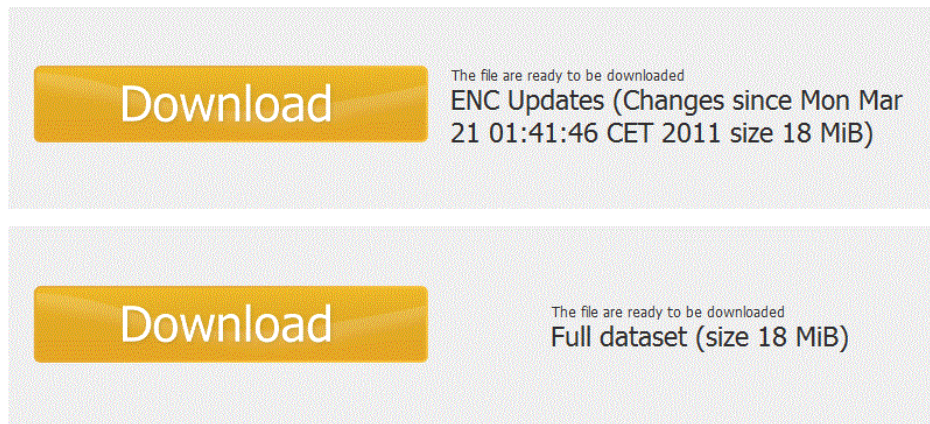 Download
The file are ready to be downloaded
ENC Updates (Changes since Mon Mar
21 01:41:46 CET 2011 size 18 MiB)
Download
The file are ready to be downloaded
Full dataset (size 18 MiB)